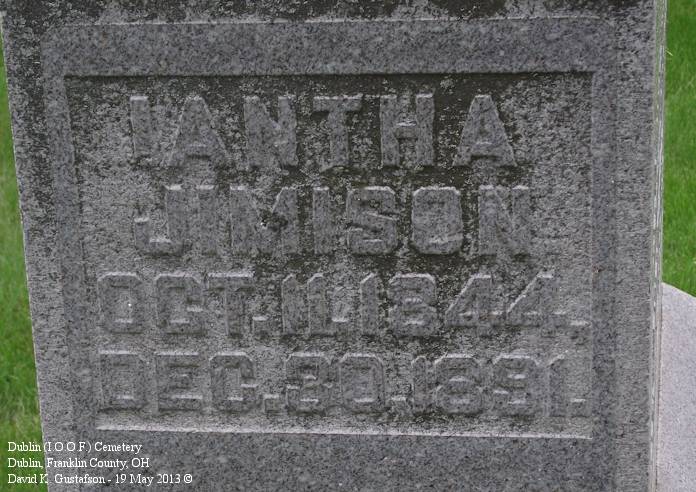 IANTHA
JIMISON
OCT. 11. 1844.
DEC. 30. 1891.
Dublin (I.O.O.F.) Cemetery
Dublin, Franklin County, OH
David K. Gustafson - 19 May 2013 ©